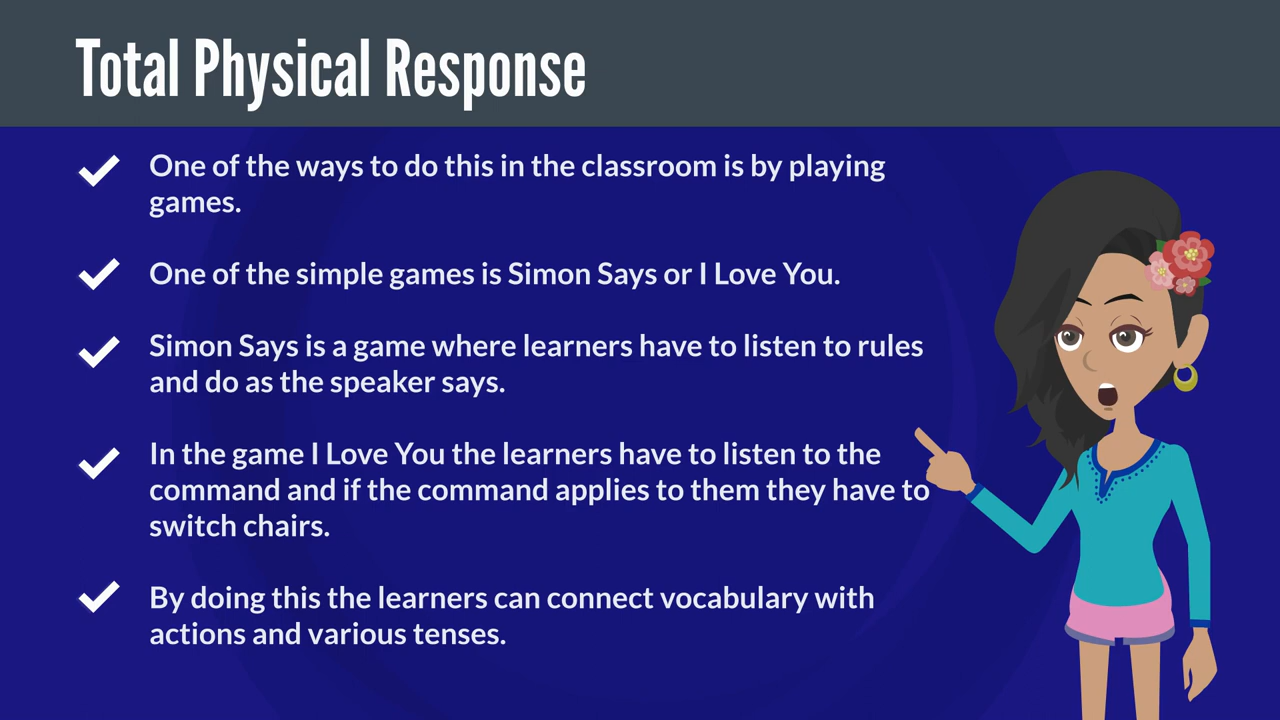 Total Physical Response
One of the ways to do this in the classroom is by playing
games.
One of the simple games is Simon Says or I Love You.
Simon Says is a game where learners have to listen to rules
and do as the speaker says.
In the game I Love You the learners have to listen to the
command and if the command applies to them they have to
switch chairs.
By doing this the learners can connect vocabulary with
actions and various tenses.